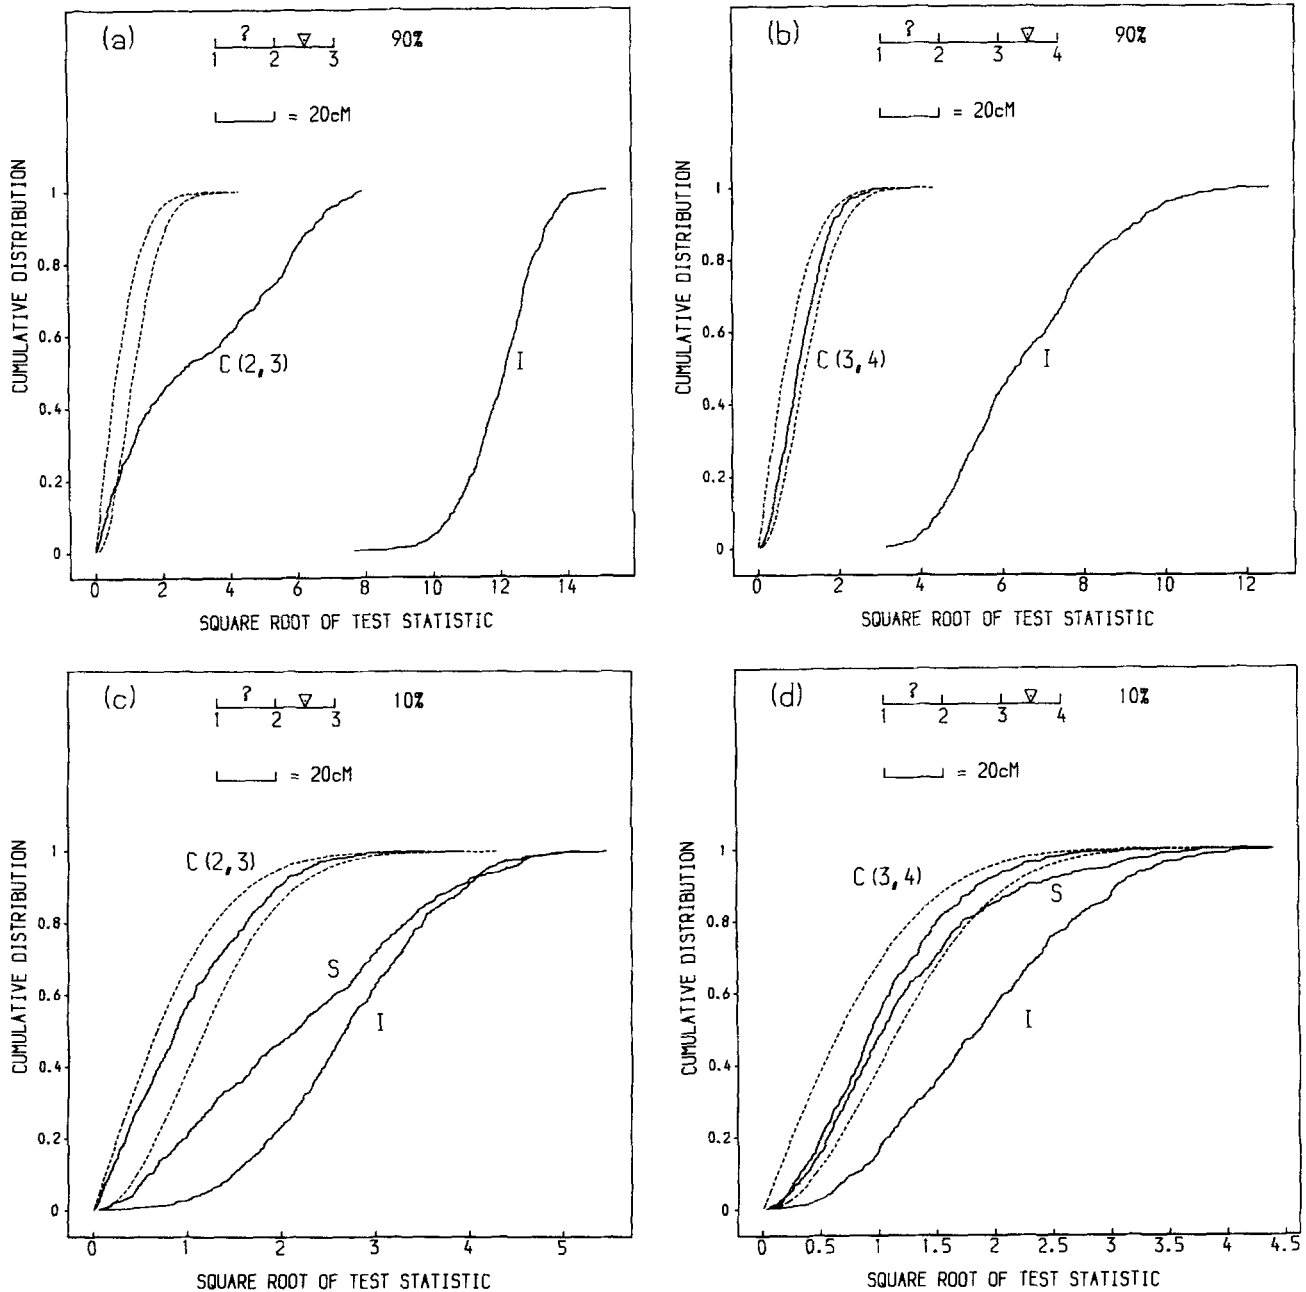 (a)
?
1 2 3
90%
= 20cM
CUMULATIVE DISTRIBUTION
1
0.8
0.6
0.4
0.2
0
C(2,3)
I
0 2 4 6 8 10 12 14
SQUARE ROOT OF TEST STATISTIC
(b)
?
1 2 3 4
90%
= 20cM
CUMULATIVE DISTRIBUTION
1
0.8
0.6
0.4
0.2
0
C(3,4)
I
0 2 4 6 8 10 12
SQUARE ROOT OF TEST STATISTIC
(c)
?
1 2 3
10%
= 20cM
CUMULATIVE DISTRIBUTION
1
0.8
0.6
0.4
0.2
0
C(2,3)
S
I
0 1 2 3 4 5
SQUARE ROOT OF TEST STATISTIC
(d)
?
1 2 3 4
10%
= 20cM
CUMULATIVE DISTRIBUTION
1
0.8
0.6
0.4
0.2
0
C(3,4)
S
I
0 0.5 1 1.5 2 2.5 3 3.5 4 4.5
SQUARE ROOT OF TEST STATISTIC